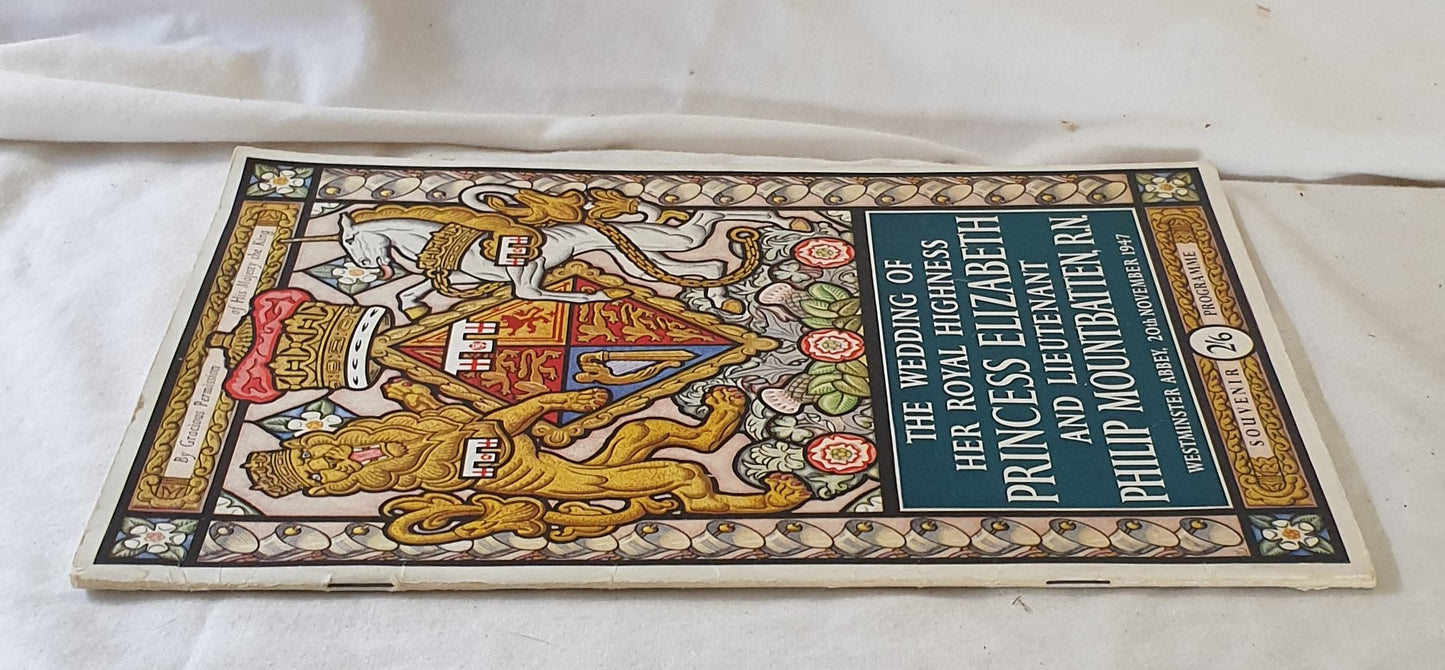 By Gracious Permission of His Majesty the King
THE WEDDING OF
HER ROYAL HIGHNESS
PRINCESS ELIZABETH
AND LIEUTENANT
PHILIP MOUNTBATTEN, R.N.
WESTMINSTER ABBEY, 20th NOVEMBER 1947
SOUVENIR 2/6 PROGRAMME